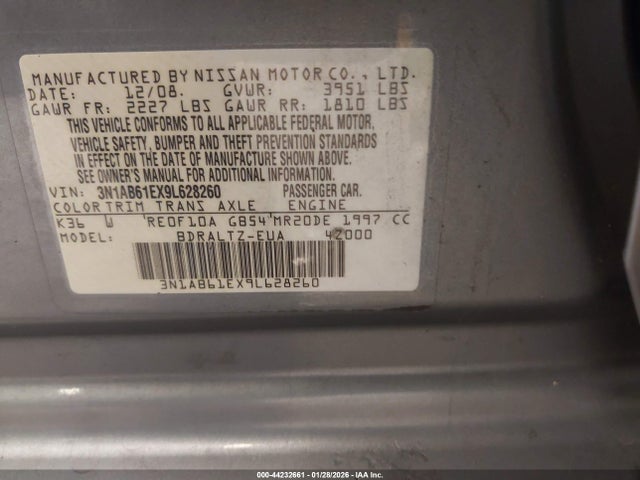 MANUFACTURED BY NISSAN MOTOR CO., LTD.
DATE: 12/08. GVWR: 3951 LBS
GAWR FR: 2227 LBS GAWR RR: 1810 LBS
THIS VEHICLE CONFORMS TO ALL APPLICABLE FEDERAL MOTOR,
VEHICLE SAFETY, BUMPER AND THEFT PREVENTION STANDARDS
IN EFFECT ON THE DATE OF MANUFACTURE SHOWN ABOVE.
SEE OWNER'S MANUAL FOR ADDITIONAL INFORMATION.
VIN: 3N1AB61EX9L628260 PASSENGER CAR.
COLOR TRIM TRANS AXLE ENGINE
K36 W RE0F10A GB54 MR20DE 1997 CC
MODEL: BDRALTZ-EUA 4Z000
3N1AB61EX9L628260
000-44232661 | 01/28/2026 - IAA Public